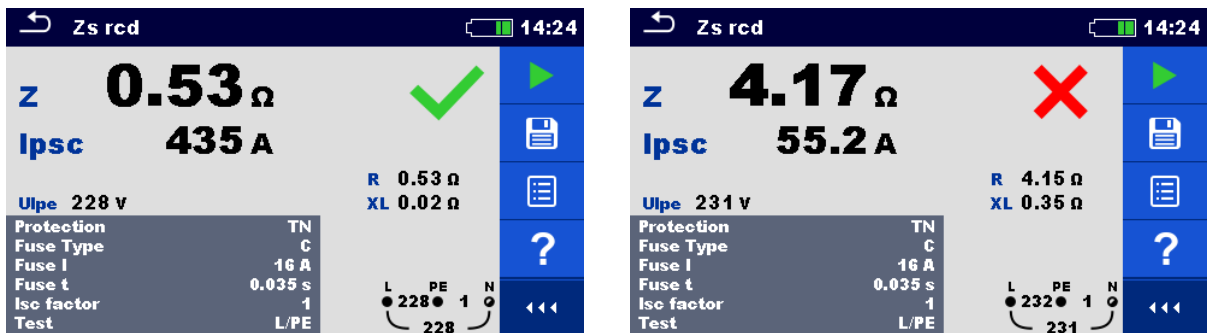 Zs rcd 14:24
Z 0.53 Ω
Ipsc 435 A
R 0.53 Ω
Ulpe 228 V XL 0.02 Ω
Protection TN
Fuse Type C
Fuse I 16 A
Fuse t 0.035 s
Isc factor 1
Test L/PE
L PE N
228 1
228
?
Zs rcd 14:24
Z 4.17 Ω
Ipsc 55.2 A
R 4.15 Ω
Ulpe 231 V XL 0.35 Ω
Protection TN
Fuse Type C
Fuse I 16 A
Fuse t 0.035 s
Isc factor 1
Test L/PE
L PE N
232 1
231
?